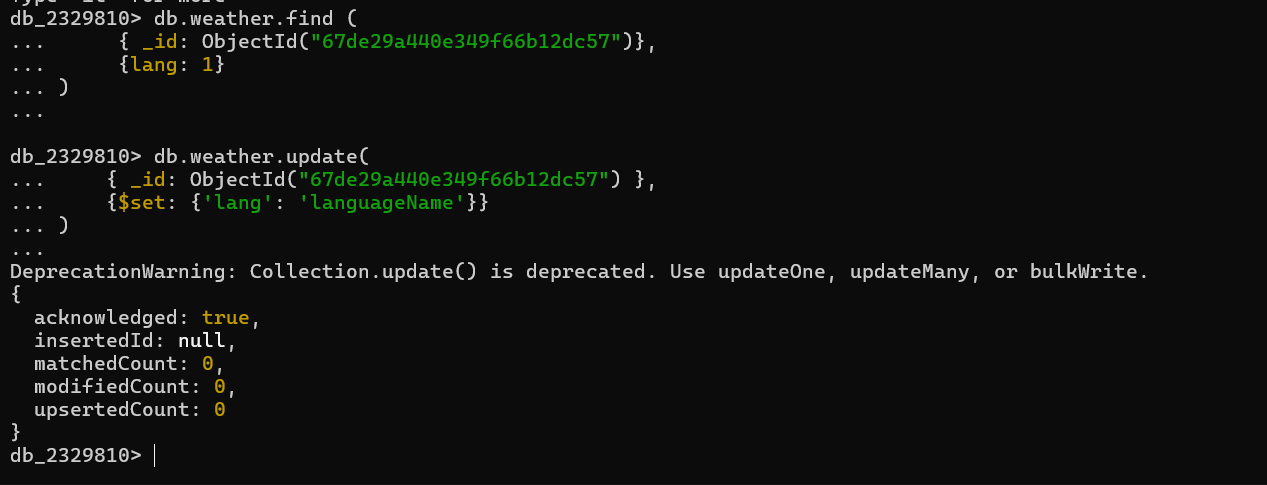 db_2329810> db.weather.find (
...      { _id: ObjectId("67de29a440e349f66b12dc57")},
...      {lang: 1}
... )
...
db_2329810> db.weather.update(
...     { _id: ObjectId("67de29a440e349f66b12dc57") },
...     {$set: {'lang': 'languageName'}}
... )
...
DeprecationWarning: Collection.update() is deprecated. Use updateOne, updateMany, or bulkWrite.
{
  acknowledged: true,
  insertedId: null,
  matchedCount: 0,
  modifiedCount: 0,
  upsertedCount: 0
}
db_2329810>